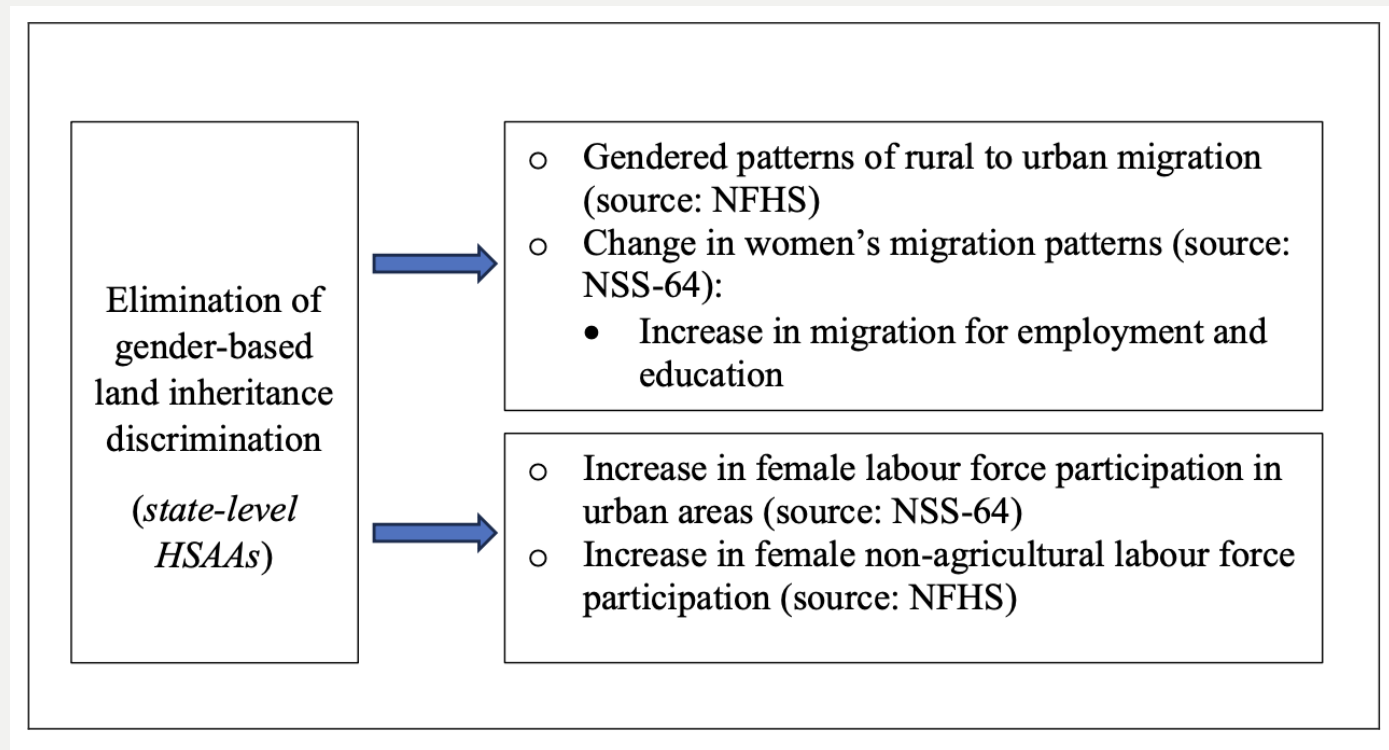 Elimination of
gender-based
land inheritance
discrimination
(state-level
HSAAs)
○ Gendered patterns of rural to urban migration
(source: NFHS)
○ Change in women’s migration patterns (source:
NSS-64):
• Increase in migration for employment and
education
○ Increase in female labour force participation in
urban areas (source: NSS-64)
○ Increase in female non-agricultural labour force
participation (source: NFHS)